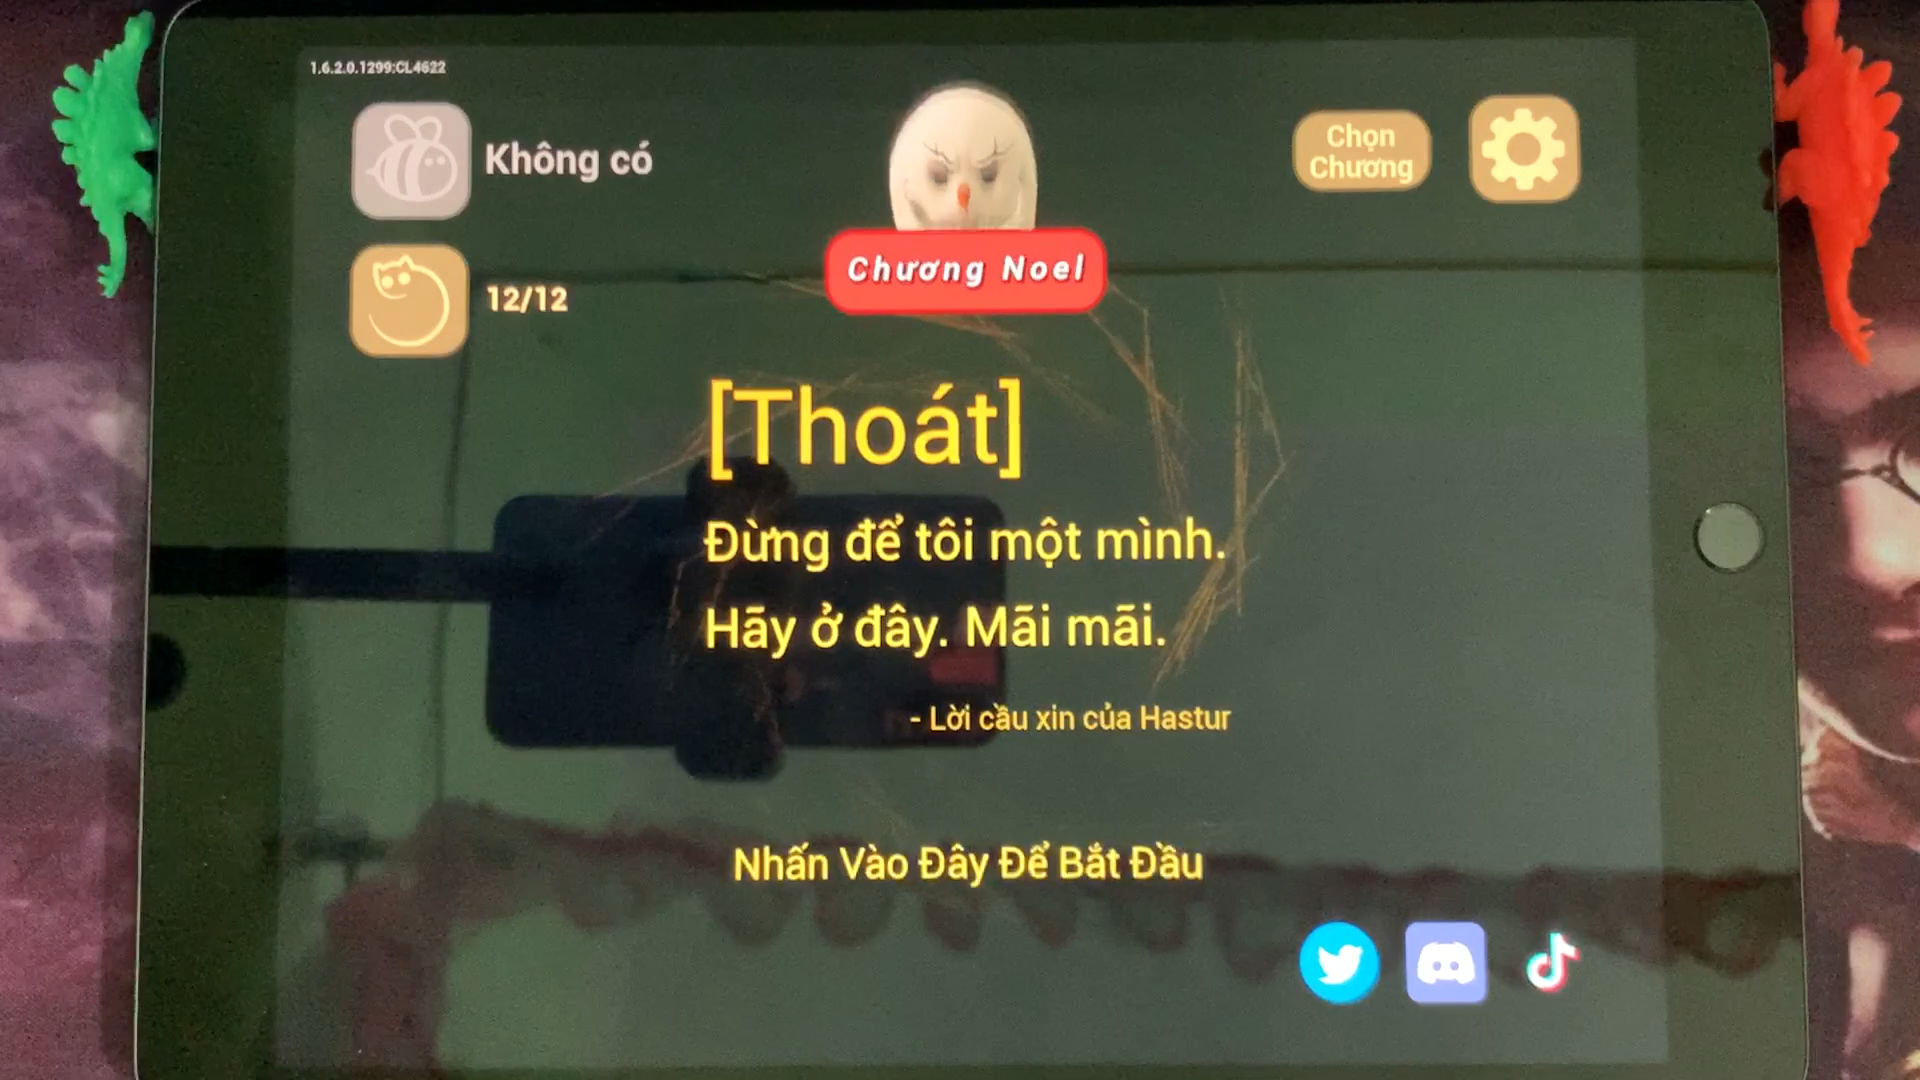 1.6.2.0.1299:CL4622
Không có
Chọn
Chương
Chương Noel
12/12
[Thoát]
Đừng để tôi một mình.
Hãy ở đây. Mãi mãi.
- Lời cầu xin của Hastur
Nhấn Vào Đây Để Bắt Đầu